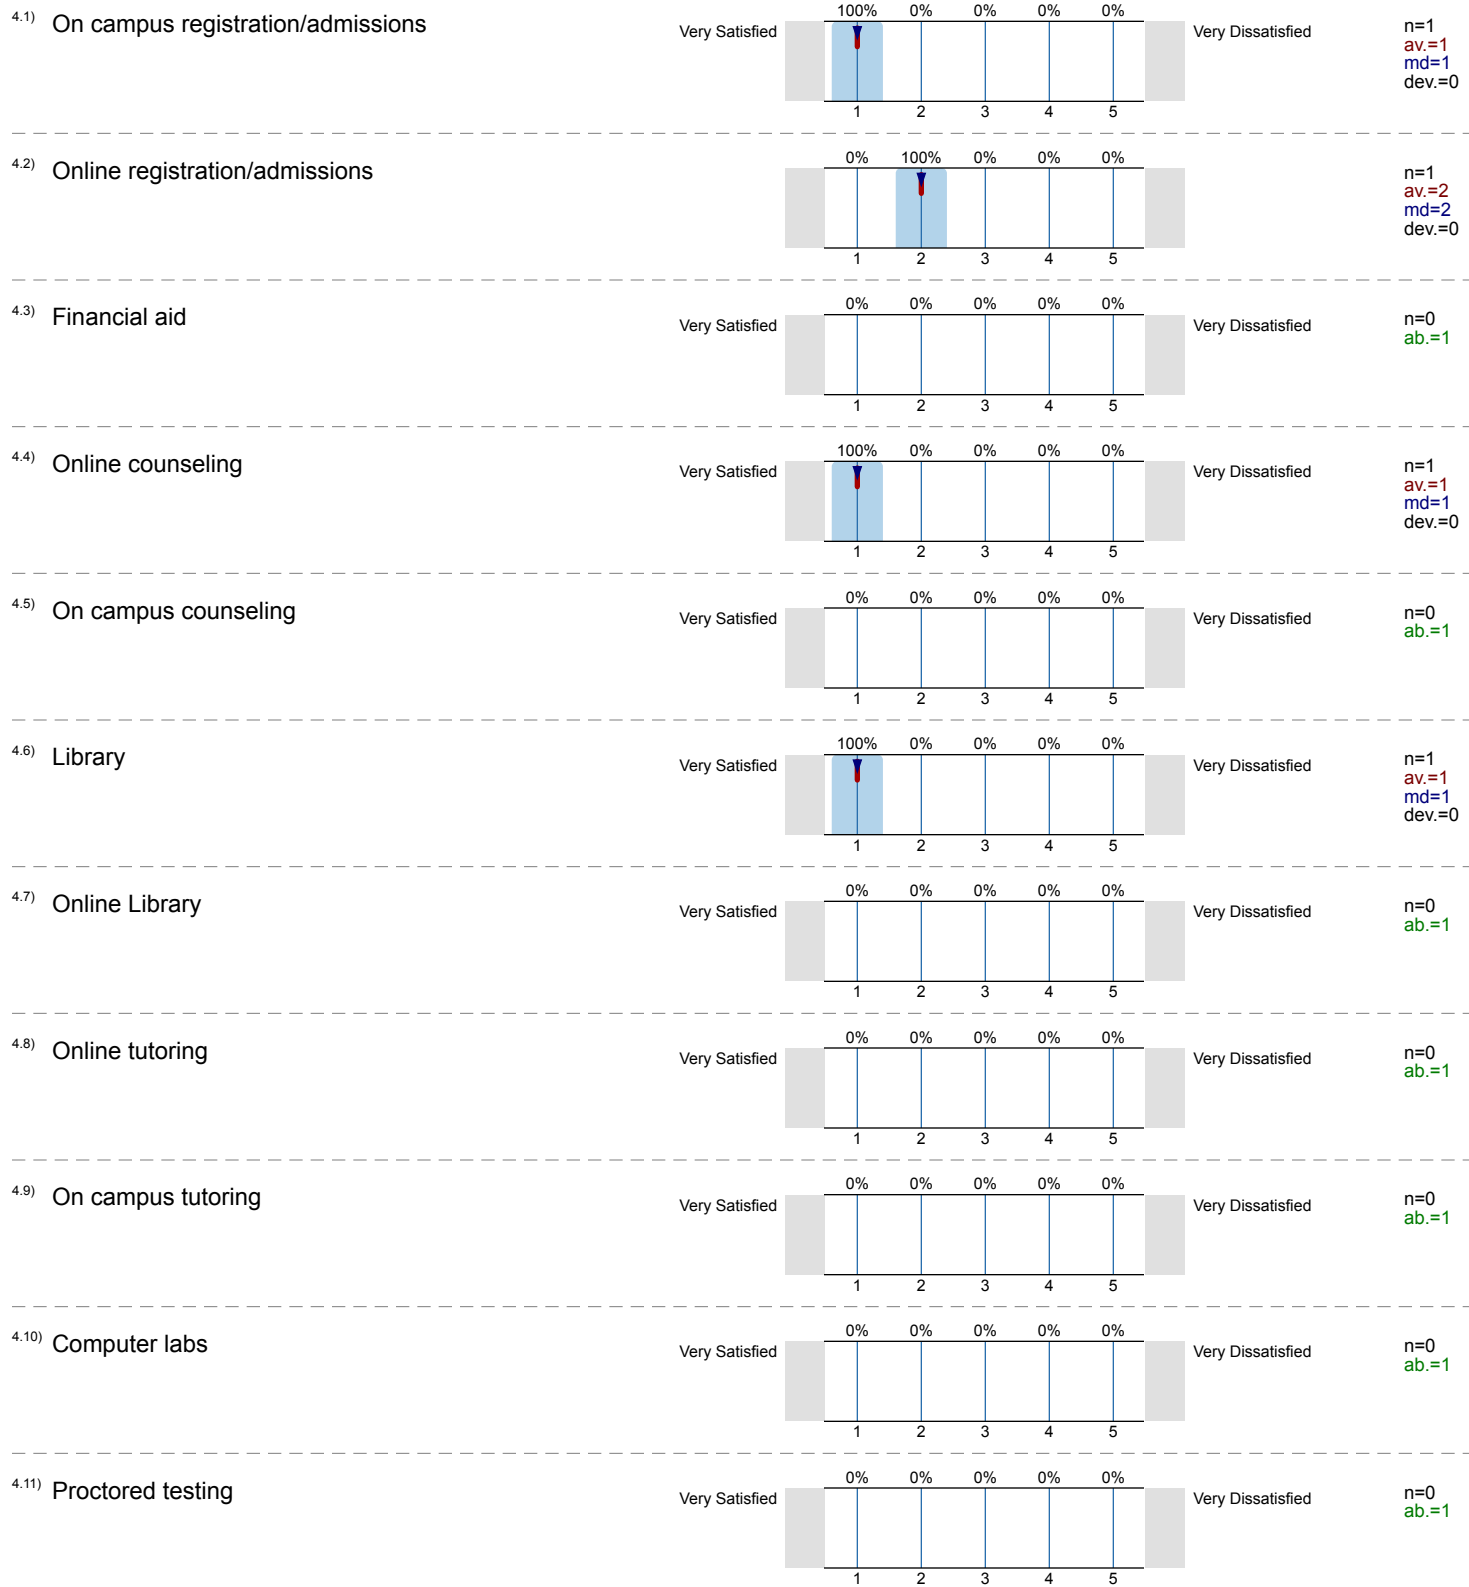 4.1) On campus registration/admissions
100% 0% 0% 0%
Very Satisfied Very Dissatisfied
n=1
av.=1
md=1
dev.=0
1 2 3 4 5
4.2) Online registration/admissions
0% 100% 0% 0% 0%
n=1
av.=2
md=2
dev.=0
1 2 3 4 5
4.3) Financial aid
0% 0% 0% 0% 0%
Very Satisfied Very Dissatisfied
n=0
ab.=1
1 2 3 4 5
4.4) Online counseling
100% 0% 0% 0% 0%
Very Satisfied Very Dissatisfied
n=1
av.=1
md=1
dev.=0
1 2 3 4 5
4.5) On campus counseling
0% 0% 0% 0% 0%
Very Satisfied Very Dissatisfied
n=0
ab.=1
1 2 3 4 5
4.6) Library
100% 0% 0% 0% 0%
Very Satisfied Very Dissatisfied
n=1
av.=1
md=1
dev.=0
1 2 3 4 5
4.7) Online Library
0% 0% 0% 0% 0%
Very Satisfied Very Dissatisfied
n=0
ab.=1
1 2 3 4 5
4.8) Online tutoring
0% 0% 0% 0% 0%
Very Satisfied Very Dissatisfied
n=0
ab.=1
1 2 3 4 5
4.9) On campus tutoring
0% 0% 0% 0% 0%
Very Satisfied Very Dissatisfied
n=0
ab.=1
1 2 3 4 5
4.10) Computer labs
0% 0% 0% 0% 0%
Very Satisfied Very Dissatisfied
n=0
ab.=1
1 2 3 4 5
4.11) Proctored testing
0% 0% 0% 0% 0%
Very Satisfied Very Dissatisfied
n=0
ab.=1
1 2 3 4 5